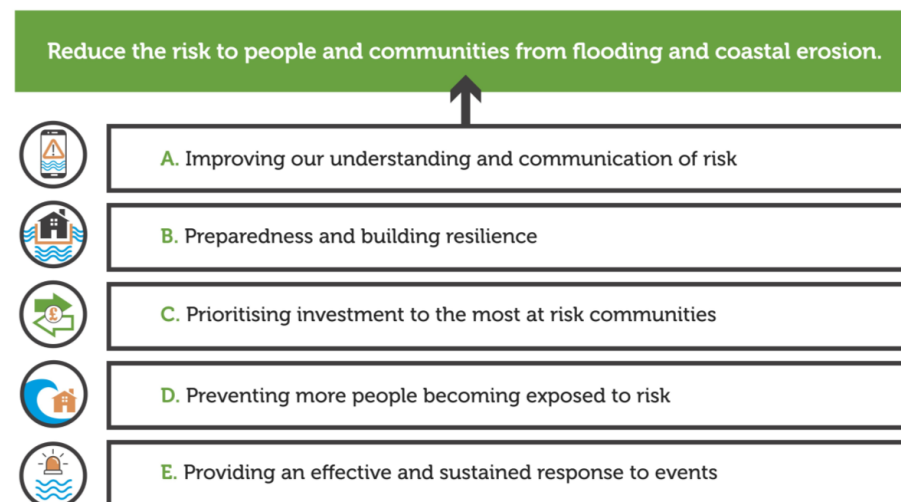 Reduce the risk to people and communities from flooding and coastal erosion.
A. Improving our understanding and communication of risk
B. Preparedness and building resilience
£
C. Prioritising investment to the most at risk communities
D. Preventing more people becoming exposed to risk
E. Providing an effective and sustained response to events